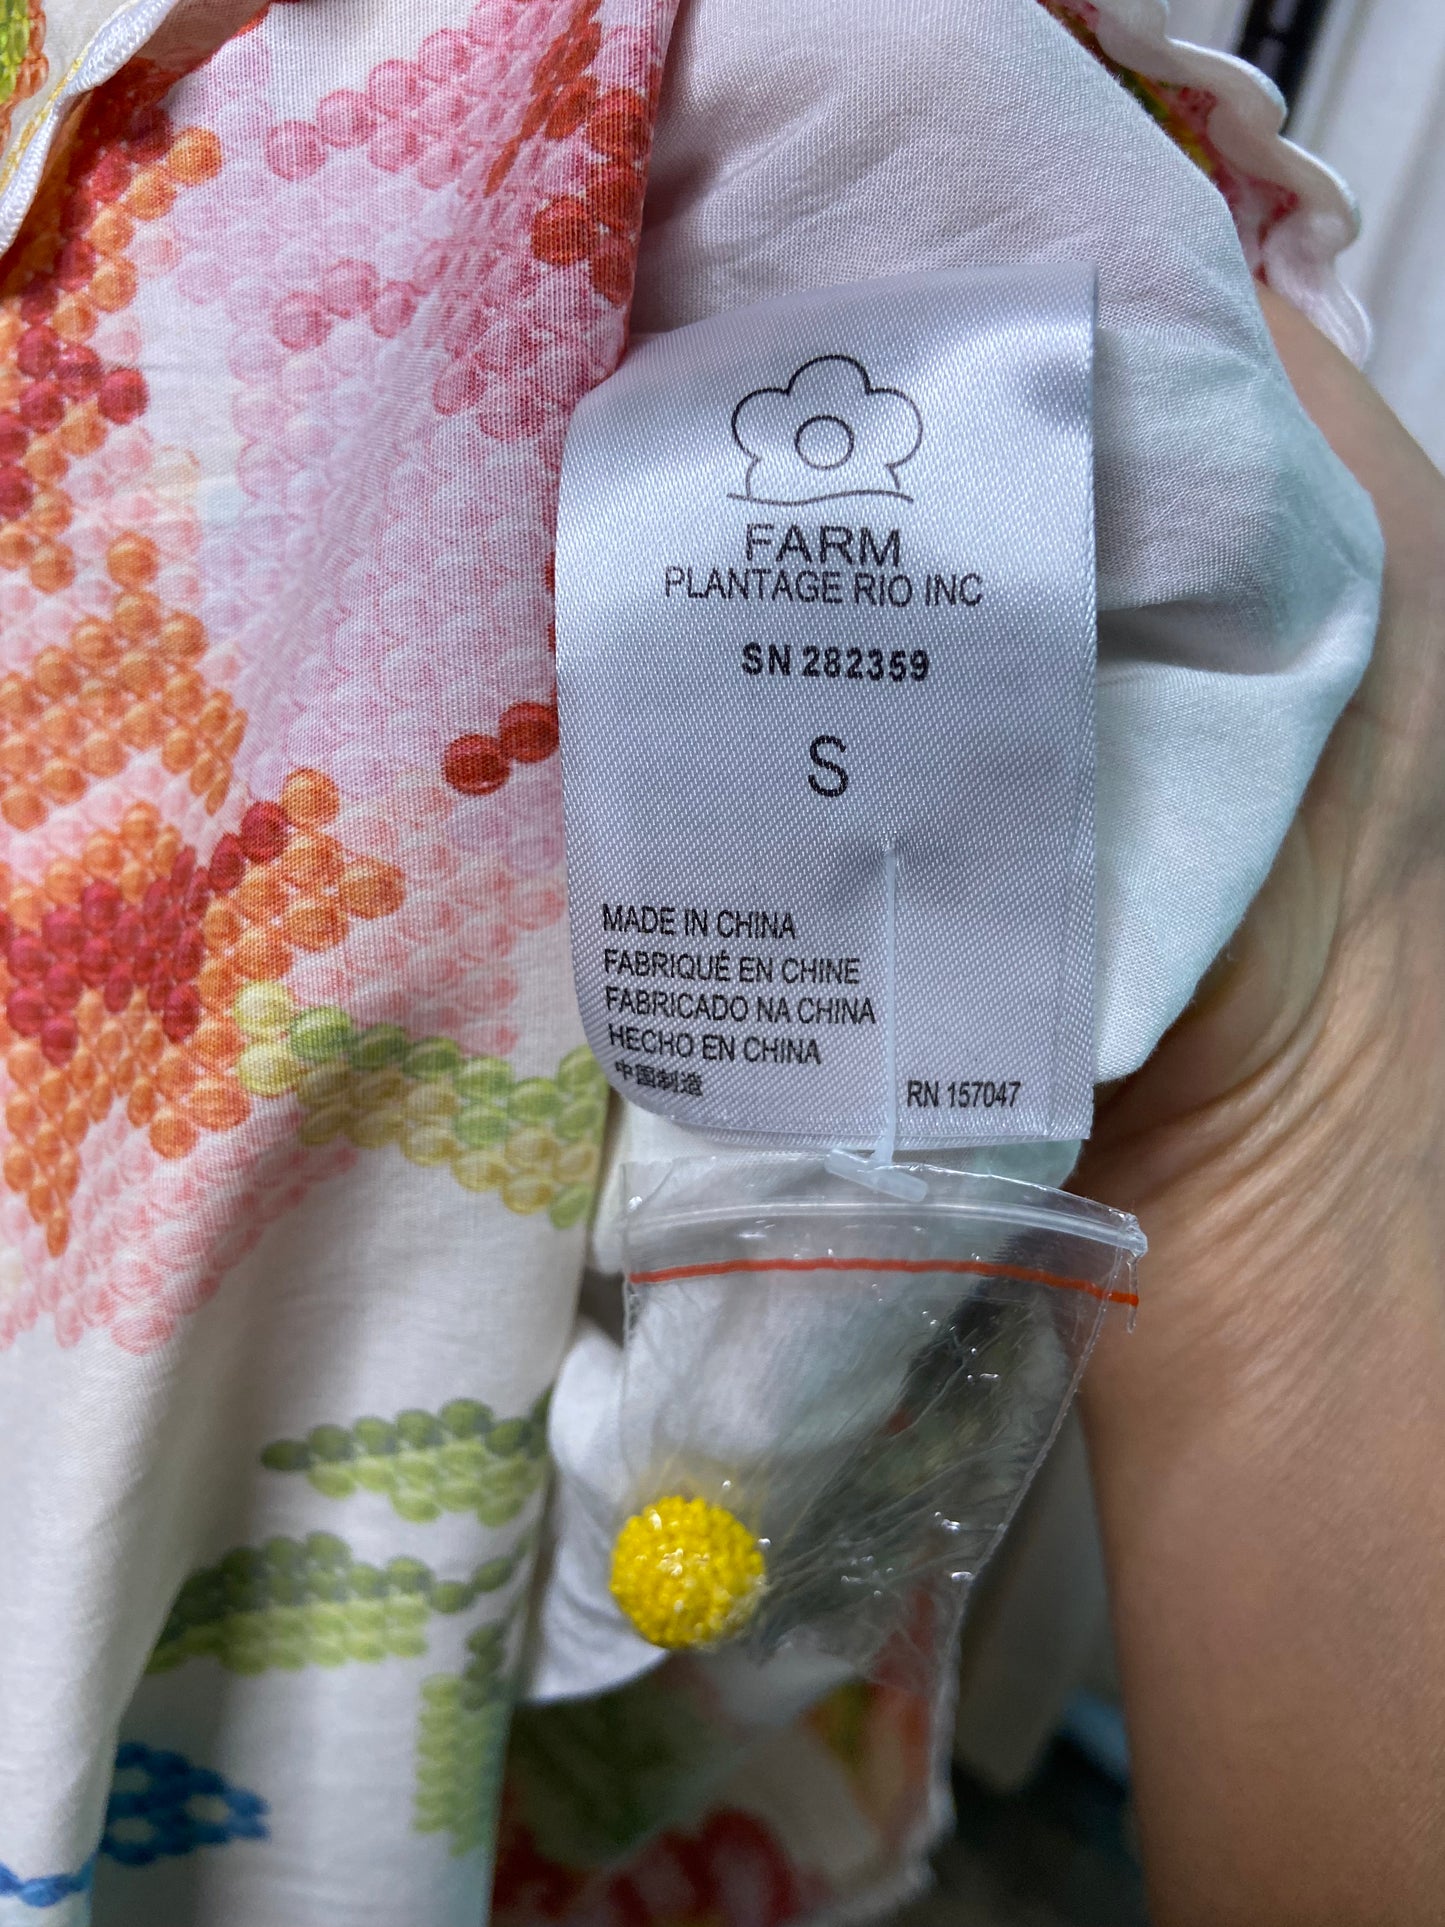 FARM
PLANTAGE RIO INC
SN 282359
S
MADE IN CHINA
FABRIQUÉ EN CHINE
FABRICADO NA CHINA
HECHO EN CHINA
中国制造
RN 157047